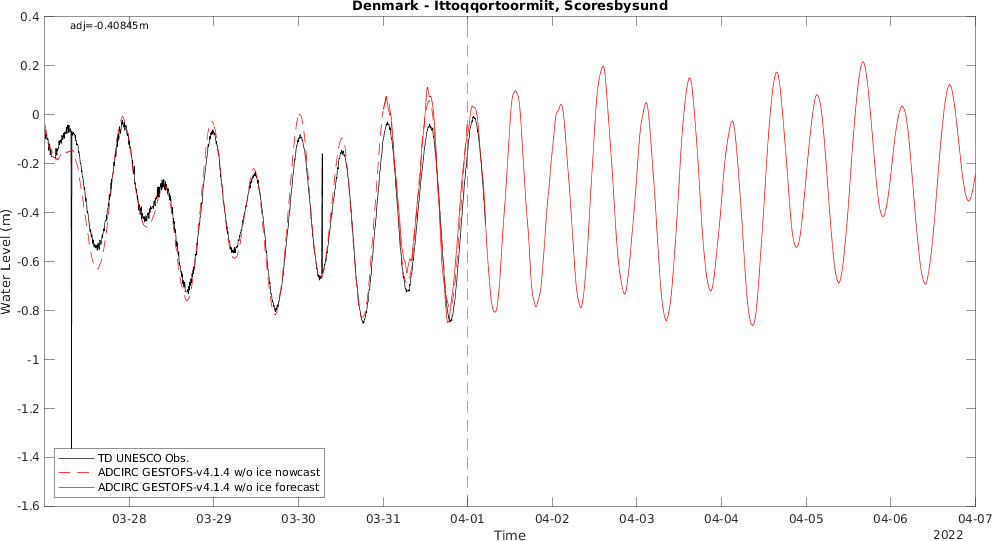 Denmark - Ittoqqortoormiit, Scoresbysund
adj=-0.40845m
0.4
0.2
0
-0.2
-0.4
-0.6
-0.8
-1
-1.2
-1.4
-1.6
Water Level (m)
TD UNESCO Obs.
ADCIRC GESTOFS-v4.1.4 w/o ice nowcast
ADCIRC GESTOFS-v4.1.4 w/o ice forecast
03-28 03-29 03-30 03-31 04-01 04-02 04-03 04-04 04-05 04-06 04-07
Time
2022